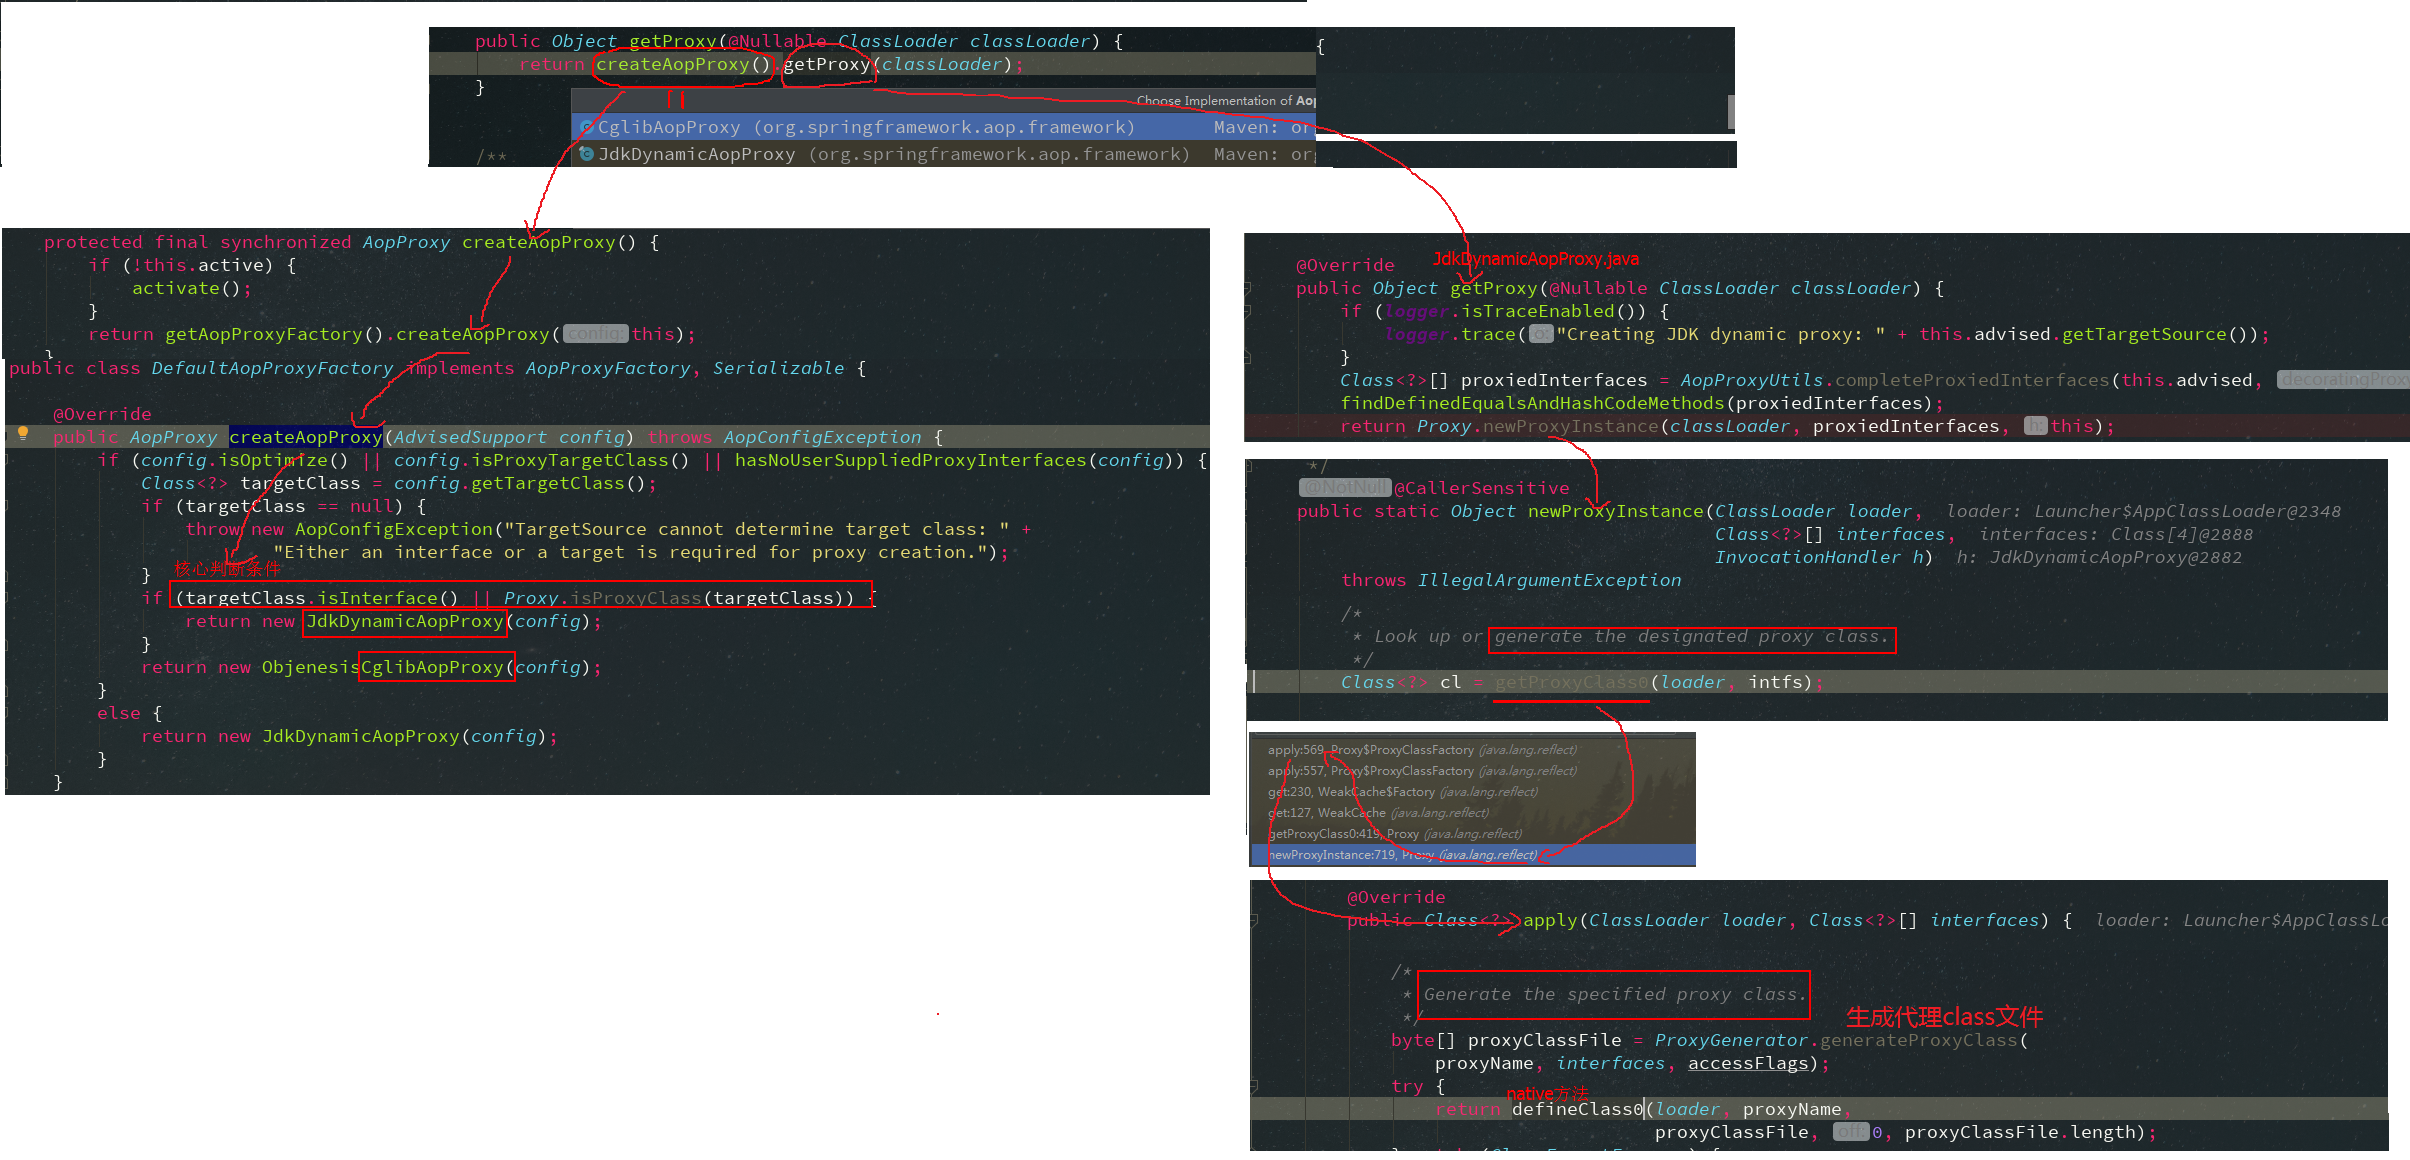 public Object getProxy(@Nullable ClassLoader classLoader) {
return createAopProxy().getProxy(classLoader);
}
{
Choose Implementation of Aop
CglibAopProxy (org.springframework.aop.framework) Maven: org
/** JdkDynamicAopProxy (org.springframework.aop.framework) Maven: org
protected final synchronized AopProxy createAopProxy() {
if (!this.active) {
activate();
}
return getAopProxyFactory().createAopProxy( config: this);
}
public class DefaultAopProxyFactory implements AopProxyFactory, Serializable {
@Override
public AopProxy createAopProxy(AdvisedSupport config) throws AopConfigException {
if (config.isOptimize() || config.isProxyTargetClass() || hasNoUserSuppliedProxyInterfaces(config)) {
Class<?> targetClass = config.getTargetClass();
if (targetClass == null) {
throw new AopConfigException("TargetSource cannot determine target class: " +
"Either an interface or a target is required for proxy creation.");
}
核心判断条件
if (targetClass.isInterface() || Proxy.isProxyClass(targetClass)) {
return new JdkDynamicAopProxy(config);
}
return new ObjenesisCglibAopProxy(config);
}
else {
return new JdkDynamicAopProxy(config);
}
}
JdkDynamicAopProxy.java
@Override
public Object getProxy(@Nullable ClassLoader classLoader) {
if (logger.isTraceEnabled()) {
logger.trace( o: "Creating JDK dynamic proxy: " + this.advised.getTargetSource());
}
Class<?>[] proxiedInterfaces = AopProxyUtils.completeProxiedInterfaces(this.advised, decoratingProxy
findDefinedEqualsAndHashCodeMethods(proxiedInterfaces);
return Proxy.newProxyInstance(classLoader, proxiedInterfaces, h: this);
*/
@NotNull @CallerSensitive
public static Object newProxyInstance(ClassLoader loader, loader: Launcher$AppClassLoader@2348
Class<?>[] interfaces, interfaces: Class[4]@2888
InvocationHandler h) h: JdkDynamicAopProxy@2882
throws IllegalArgumentException
/*
* Look up or generate the designated proxy class.
*/
Class<?> cl = getProxyClass0(loader, intfs);
apply:569, Proxy$ProxyClassFactory (java.lang.reflect)
apply:557, Proxy$ProxyClassFactory (java.lang.reflect)
get:230, WeakCache$Factory (java.lang.reflect)
get:127, WeakCache (java.lang.reflect)
getProxyClass0:419, Proxy (java.lang.reflect)
newProxyInstance:719, Proxy (java.lang.reflect)
@Override
public Class<?> apply(ClassLoader loader, Class<?>[] interfaces) { loader: Launcher$AppClassLo
/*
* Generate the specified proxy class.
*/
生成代理class文件
byte[] proxyClassFile = ProxyGenerator.generateProxyClass(
proxyName, interfaces, accessFlags);
try {
native方法
return defineClass0(loader, proxyName,
proxyClassFile, off: 0, proxyClassFile.length);